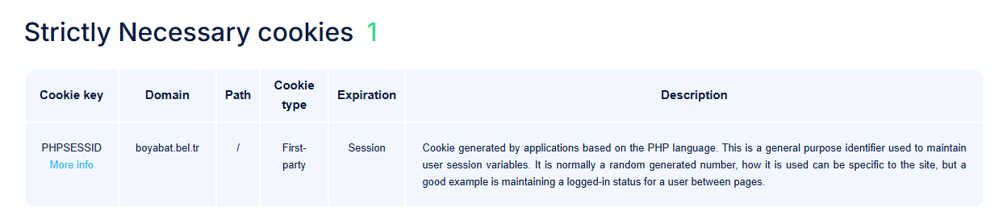 Strictly Necessary cookies 1
Cookie key Domain Path Cookie type Expiration Description
PHPSESSID boyabat.bel.tr / First- Session Cookie generated by applications based on the PHP language. This is a general purpose identifier used to maintain
More info party user session variables. It is normally a random generated number, how it is used can be specific to the site, but a
good example is maintaining a logged-in status for a user between pages.